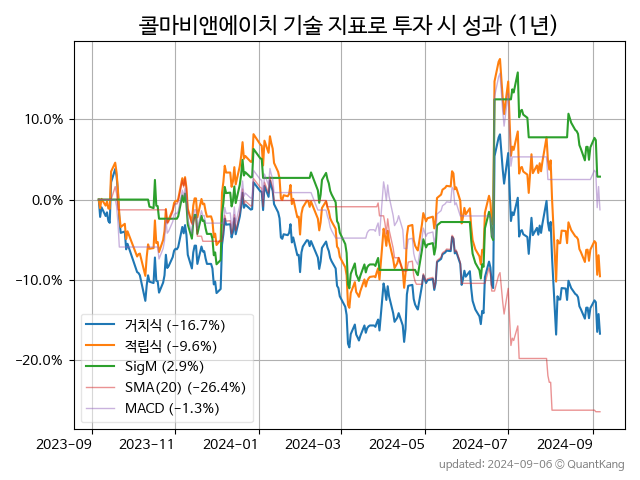 콜마비앤에이치 기술 지표로 투자 시 성과 (1년)
10.0%
0.0%
−10.0%
−20.0%
거치식 (−16.7%)
적립식 (−9.6%)
SigM (2.9%)
SMA(20) (−26.4%)
MACD (−1.3%)
2023-09
2023-11
2024-01
2024-03
2024-05
2024-07
2024-09
updated: 2024-09-06 ⓒ QuantKang